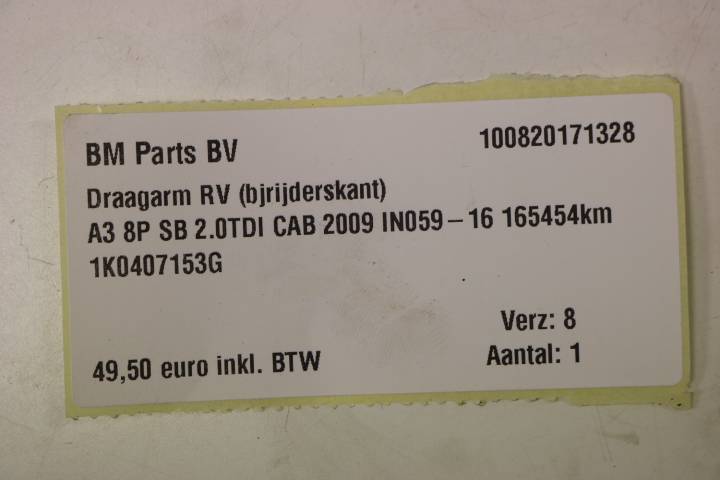 BM Parts BV 100820171328
Draagarm RV (bjrijderskant)
A3 8P SB 2.0TDI CAB 2009 IN059–16 165454km
1K0407153G
Verz: 8
49,50 euro inkl. BTW Aantal: 1